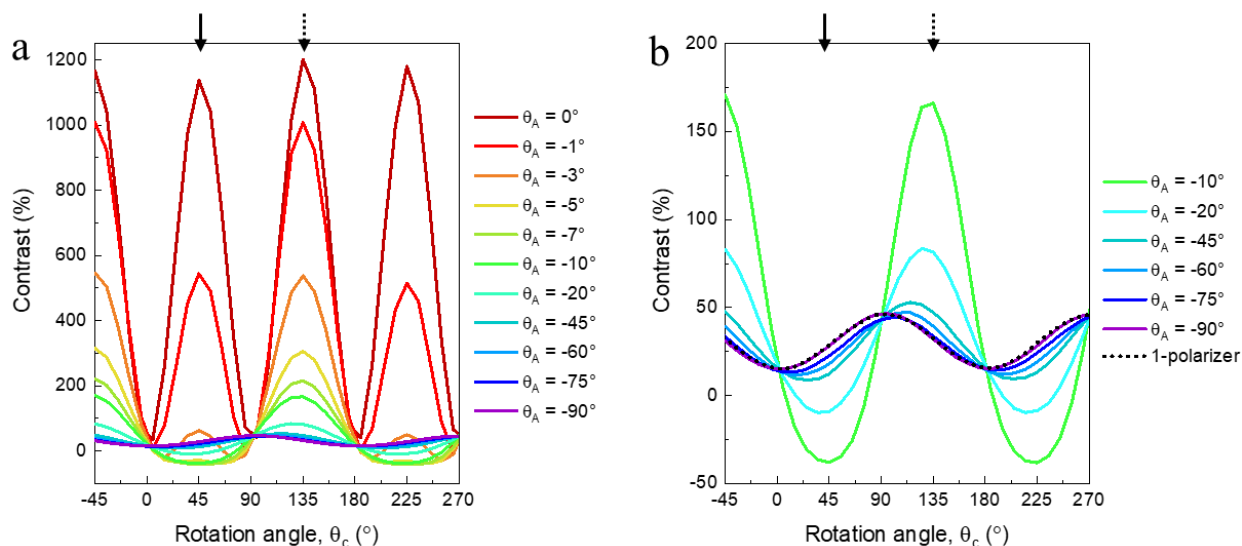 a
Contrast (%)
1200
1000
800
600
400
200
0
-45 0 45 90 135 180 225 270
Rotation angle, θc (°)
θA = 0°
θA = -1°
θA = -3°
θA = -5°
θA = -7°
θA = -10°
θA = -20°
θA = -45°
θA = -60°
θA = -75°
θA = -90°
b
Contrast (%)
200
150
100
50
0
-50
-45 0 45 90 135 180 225 270
Rotation angle, θc (°)
θA = -10°
θA = -20°
θA = -45°
θA = -60°
θA = -75°
θA = -90°
1-polarizer